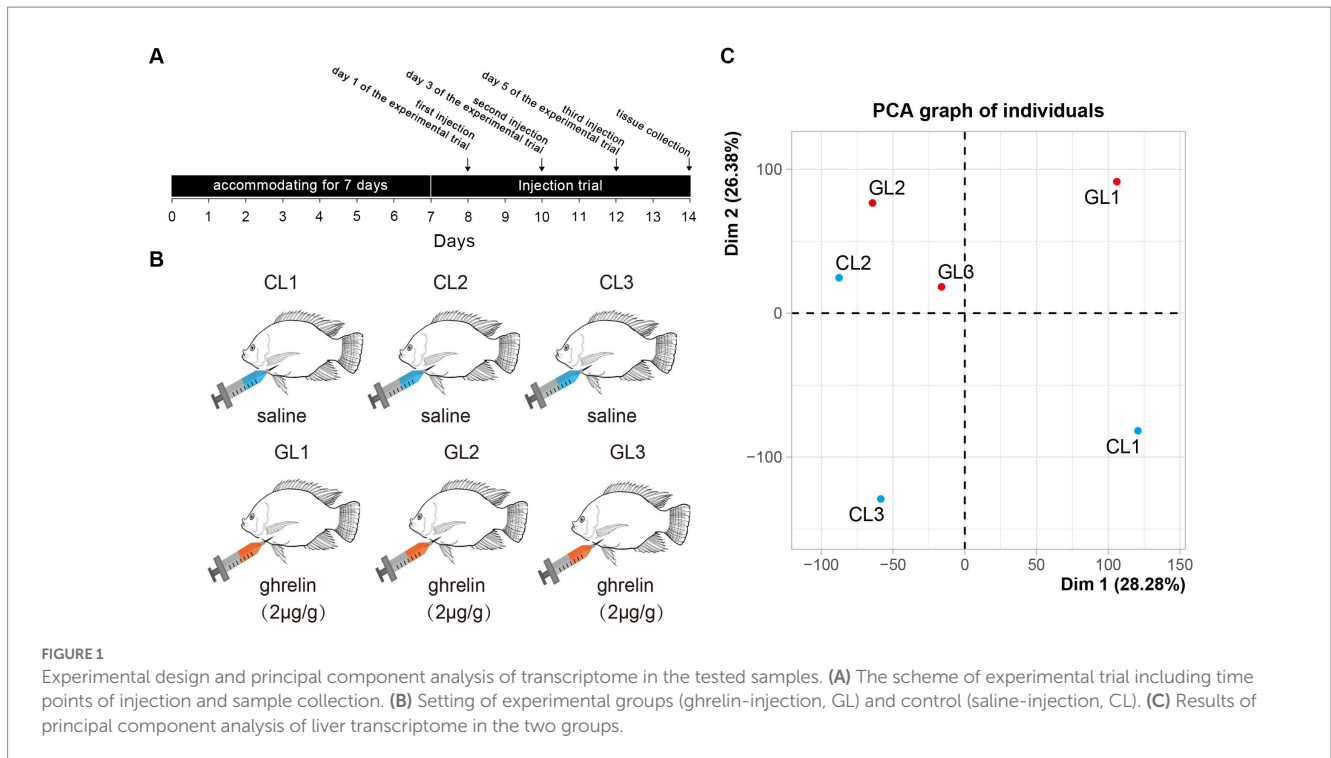 A
day 1 of the experimental trial
first injection
day 3 of the experimental trial
second injection
day 5 of the experimental trial
third injection
tissue collection
accommodating for 7 days
Injection trial
0 1 2 3 4 5 6 7 8 9 10 11 12 13 14
Days
B
CL1 CL2 CL3
saline saline saline
GL1 GL2 GL3
ghrelin ghrelin ghrelin
(2μg/g) (2μg/g) (2μg/g)
C
PCA graph of individuals
Dim 2 (26.38%)
100
0
−100
GL2
GL1
CL2
GL3
CL1
CL3
−100 −50 0 50 100 150
Dim 1 (28.28%)
FIGURE 1
Experimental design and principal component analysis of transcriptome in the tested samples. (A) The scheme of experimental trial including time
points of injection and sample collection. (B) Setting of experimental groups (ghrelin-injection, GL) and control (saline-injection, CL). (C) Results of
principal component analysis of liver transcriptome in the two groups.